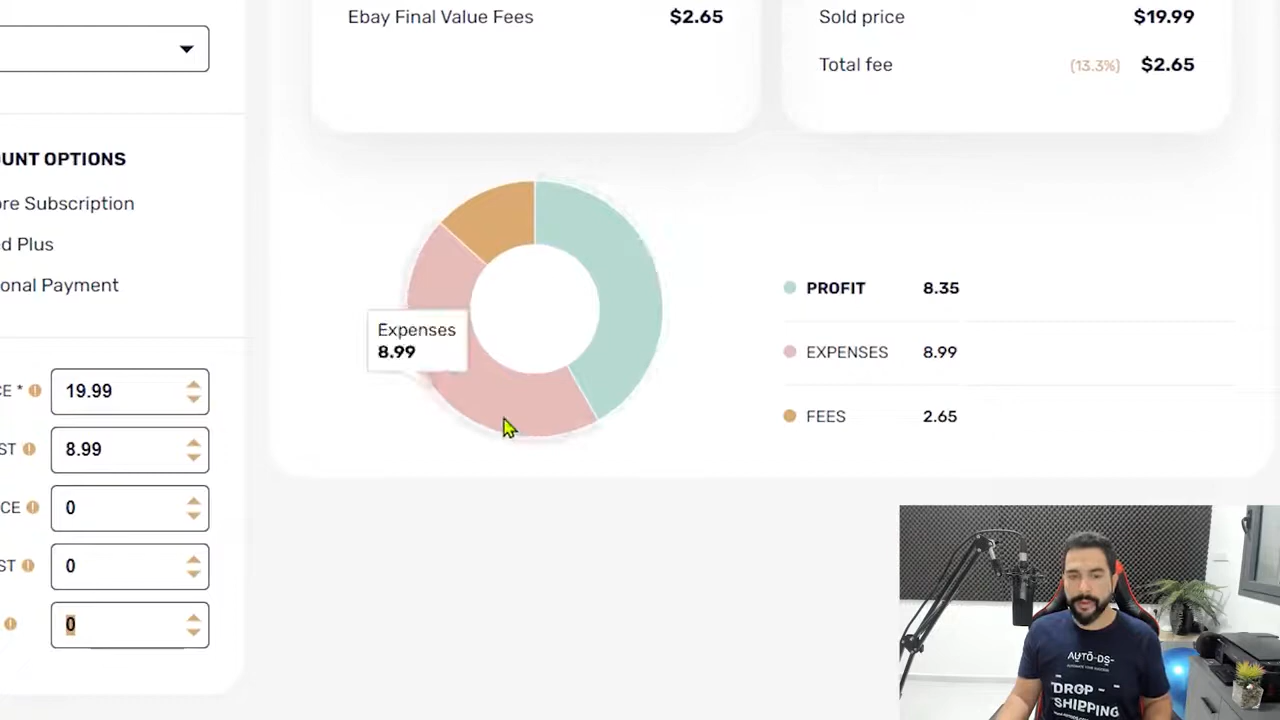 Ebay Final Value Fees $2.65
Sold price $19.99
Total fee (13.3%) $2.65
UNT OPTIONS
ore Subscription
d Plus
onal Payment
CE * 19.99
ST 8.99
CE 0
ST 0
0
Expenses
8.99
PROFIT 8.35
EXPENSES 8.99
FEES 2.65
AUTO-DS-
DROP
SHIPPING